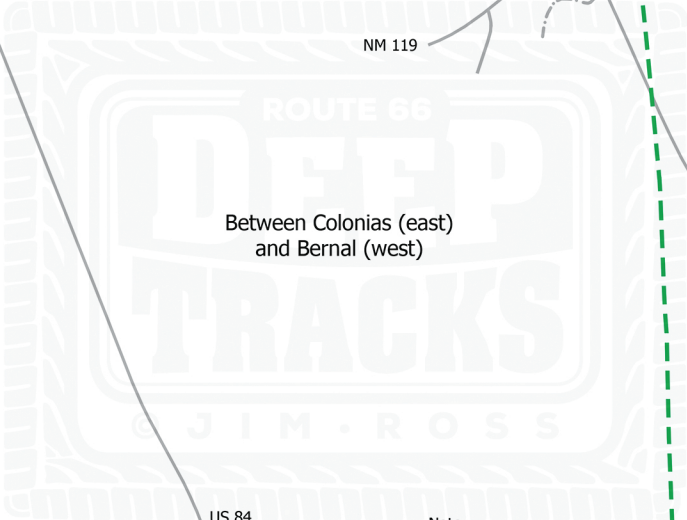 NM 119
ROUTE 66
DEEP
Between Colonias (east)
and Bernal (west)
TRACKS
© JIM • ROSS
US 84